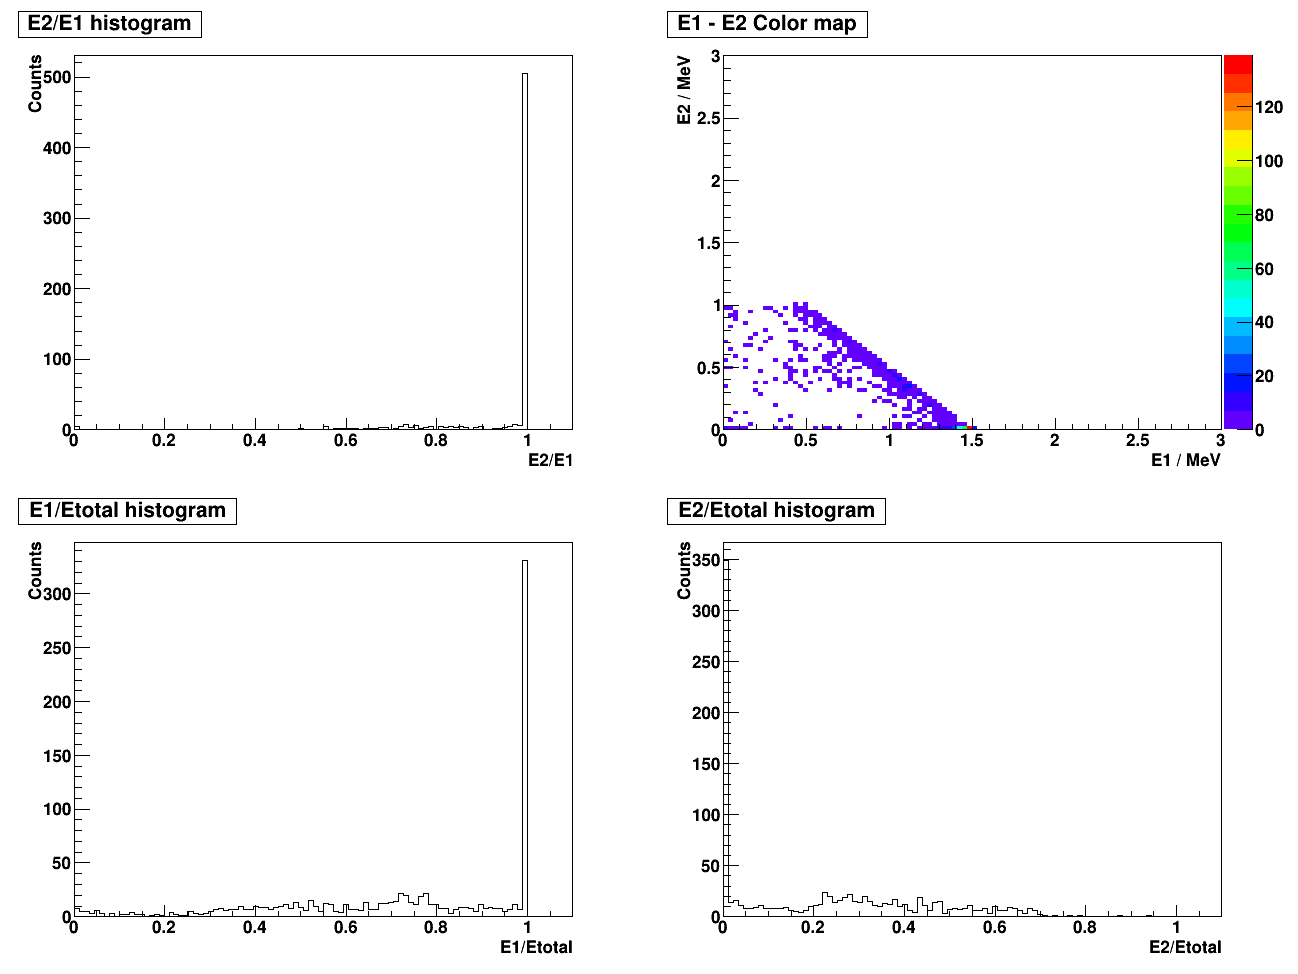 E2/E1 histogram
Counts
500
400
300
200
100
0
0 0.2 0.4 0.6 0.8 1
E2/E1
E1 - E2 Color map
E2 / MeV
3
2.5
2
1.5
1
0.5
0
0 0.5 1 1.5 2 2.5 3
E1 / MeV
120
100
80
60
40
20
0
E1/Etotal histogram
Counts
300
250
200
150
100
50
0
0 0.2 0.4 0.6 0.8 1
E1/Etotal
E2/Etotal histogram
Counts
350
300
250
200
150
100
50
0
0 0.2 0.4 0.6 0.8 1
E2/Etotal